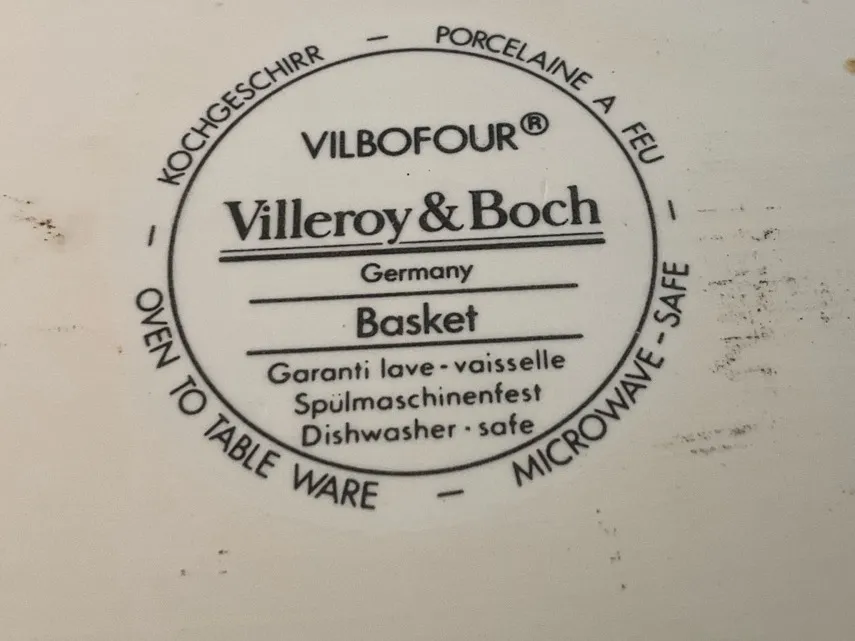 KOCHGESCHIRR - PORCELAINE A FEU - MICROWAVE-SAFE - OVEN TO TABLE WARE -
VILBOFOUR®
Villeroy & Boch
Germany
Basket
Garanti lave-vaisselle
Spülmaschinenfest
Dishwasher·safe